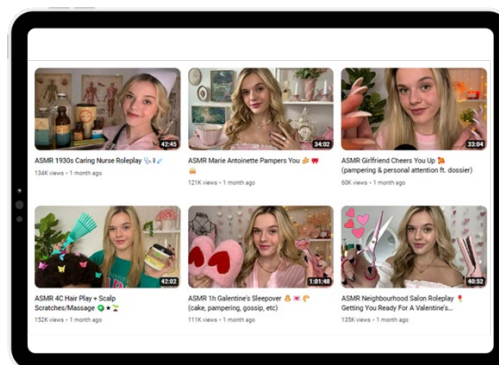 42:45
34:02
33:04
ASMR 1930s Caring Nurse Roleplay
134K views • 1 month ago
ASMR Marie Antoinette Pampers You
121K views • 1 month ago
ASMR Girlfriend Cheers You Up
(pampering & personal attention ft. dossier)
60K views • 1 month ago
42:02
1:01:48
40:52
ASMR 4C Hair Play + Scalp
Scratches/Massage
152K views • 1 month ago
ASMR 1h Galentine's Sleepover
(cake, pampering, gossip, etc)
111K views • 1 month ago
ASMR Neighbourhood Salon Roleplay
Getting You Ready For A Valentine's...
135K views • 1 month ago